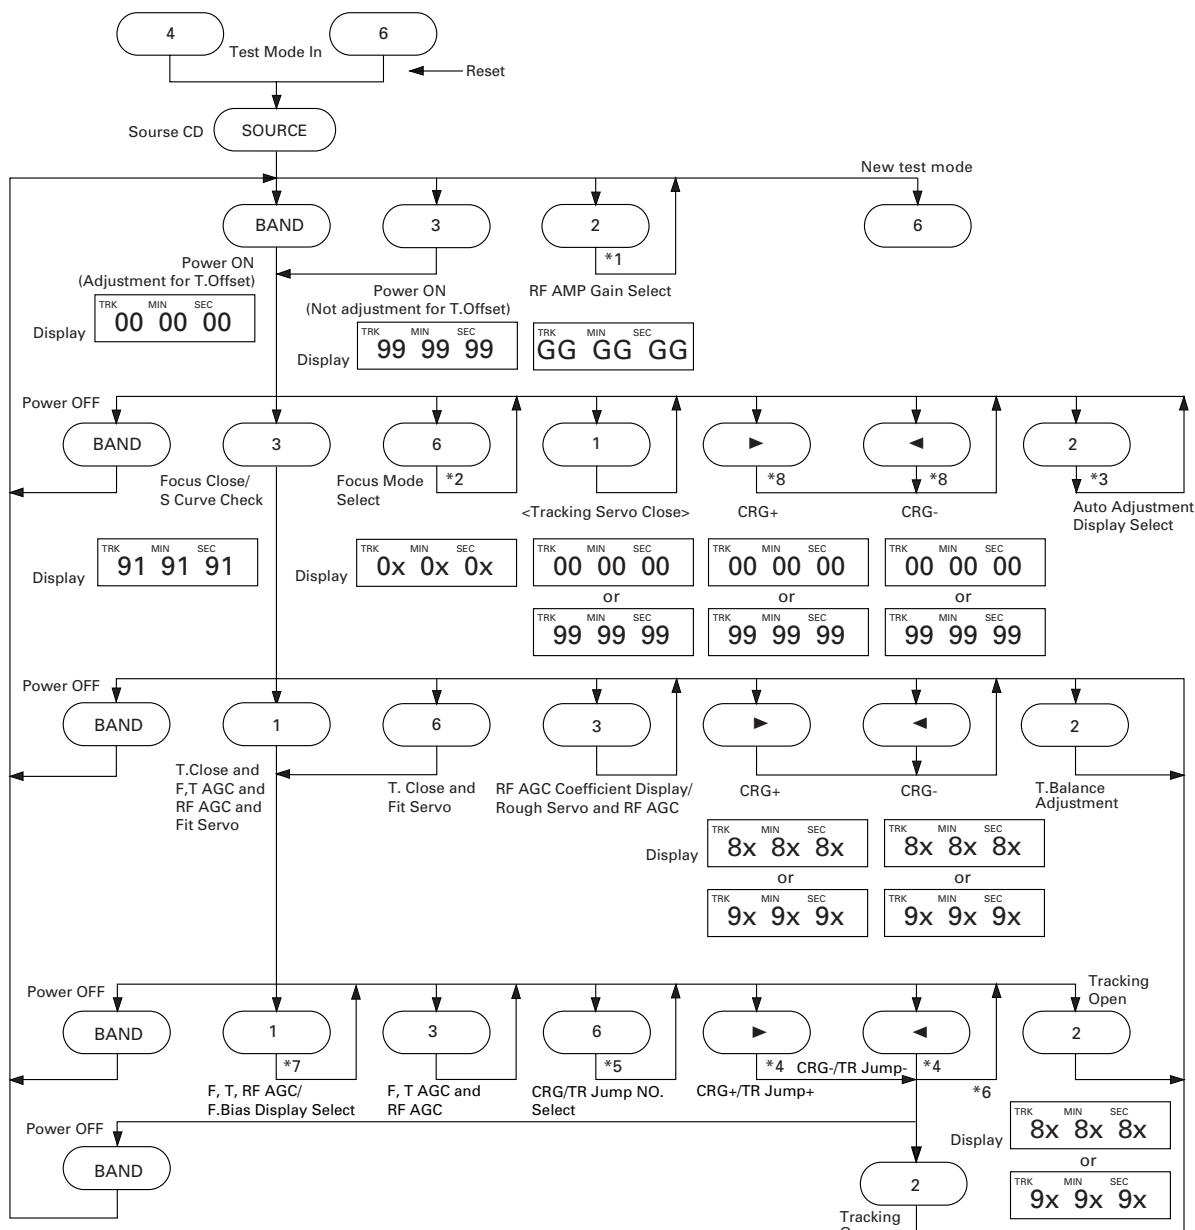 4
6
Test Mode In
Reset
Sourse CD
SOURCE
New test mode
BAND
3
2
6
*1
Power ON
(Adjustment for T.Offset)
Power ON
(Not adjustment for T.Offset)
RF AMP Gain Select
Display
TRK MIN SEC
00 00 00
Display
TRK MIN SEC
99 99 99
TRK MIN SEC
GG GG GG
Power OFF
BAND
3
6
1
►
◄
2
Focus Close/
S Curve Check
Focus Mode
Select
*2
<Tracking Servo Close>
*8
CRG+
*8
CRG-
*3
Auto Adjustment
Display Select
Display
TRK MIN SEC
91 91 91
Display
TRK MIN SEC
0x 0x 0x
TRK MIN SEC
00 00 00
or
TRK MIN SEC
99 99 99
TRK MIN SEC
00 00 00
or
TRK MIN SEC
99 99 99
TRK MIN SEC
00 00 00
or
TRK MIN SEC
99 99 99
Power OFF
BAND
1
6
3
►
◄
2
T.Close and
F,T AGC and
RF AGC and
Fit Servo
T. Close and
Fit Servo
RF AGC Coefficient Display/
Rough Servo and RF AGC
CRG+
CRG-
T.Balance
Adjustment
Display
TRK MIN SEC
8x 8x 8x
or
TRK MIN SEC
9x 9x 9x
TRK MIN SEC
8x 8x 8x
or
TRK MIN SEC
9x 9x 9x
Power OFF
Tracking
Open
BAND
1
3
6
►
◄
2
*7
F, T, RF AGC/
F.Bias Display Select
F, T AGC and
RF AGC
*5
CRG/TR Jump NO.
Select
*4
CRG+/TR Jump+
CRG-/TR Jump-
*4
*6
Display
TRK MIN SEC
8x 8x 8x
or
TRK MIN SEC
9x 9x 9x
Power OFF
BAND
2
Tracking